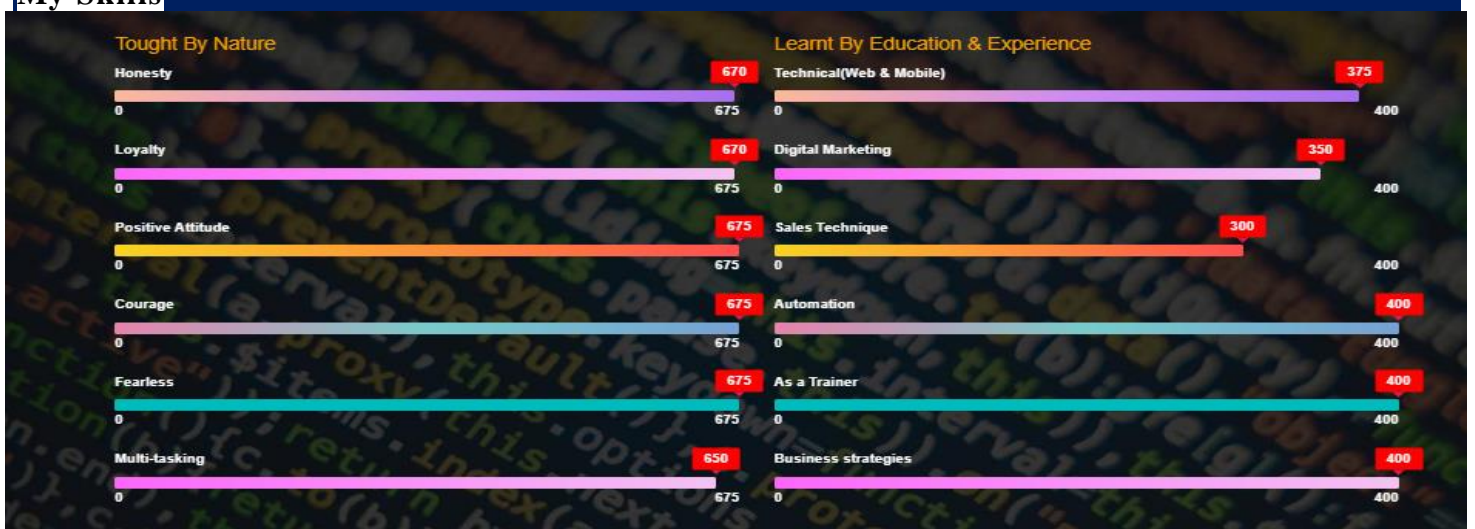 My Skills
Tought By Nature
Honesty
670
0
675
Loyalty
670
0
675
Positive Attitude
675
0
675
Courage
675
0
675
Fearless
675
0
675
Multi-tasking
650
0
675
Learnt By Education & Experience
Technical(Web & Mobile)
375
0
400
Digital Marketing
350
0
400
Sales Technique
300
0
400
Automation
400
0
400
As a Trainer
400
0
400
Business strategies
400
0
400